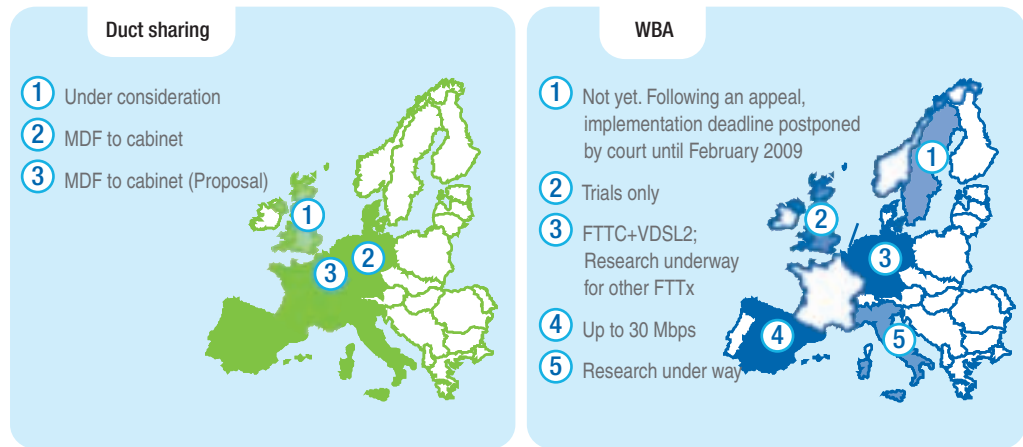 Duct sharing
1 Under consideration
2 MDF to cabinet
3 MDF to cabinet (Proposal)
1
2
3
WBA
1 Not yet. Following an appeal,
implementation deadline postponed
by court until February 2009
2 Trials only
3 FTTC+VDSL2;
Research underway
for other FTTx
4 Up to 30 Mbps
5 Research under way
1
2
3
4
5